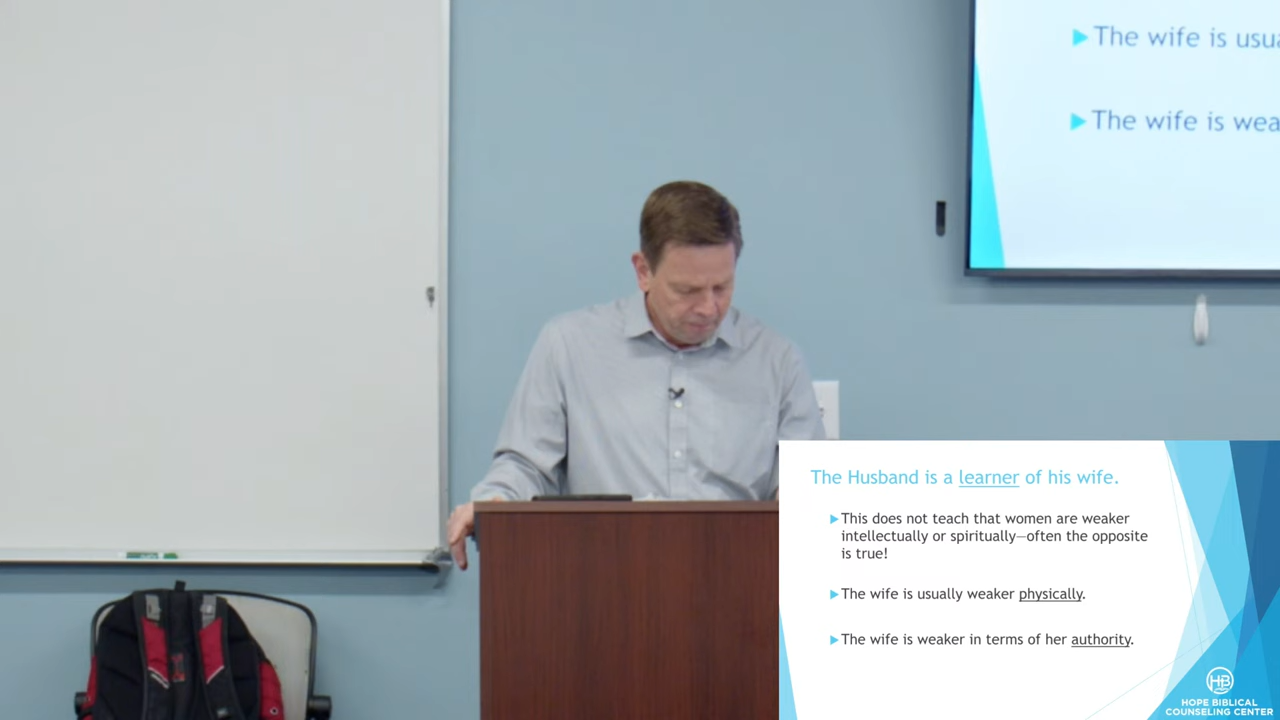 The wife is usu
The wife is wea
The Husband is a learner of his wife.
This does not teach that women are weaker
intellectually or spiritually—often the opposite
is true!
The wife is usually weaker physically.
The wife is weaker in terms of her authority.
HB
HOPE BIBLICAL
COUNSELING CENTER